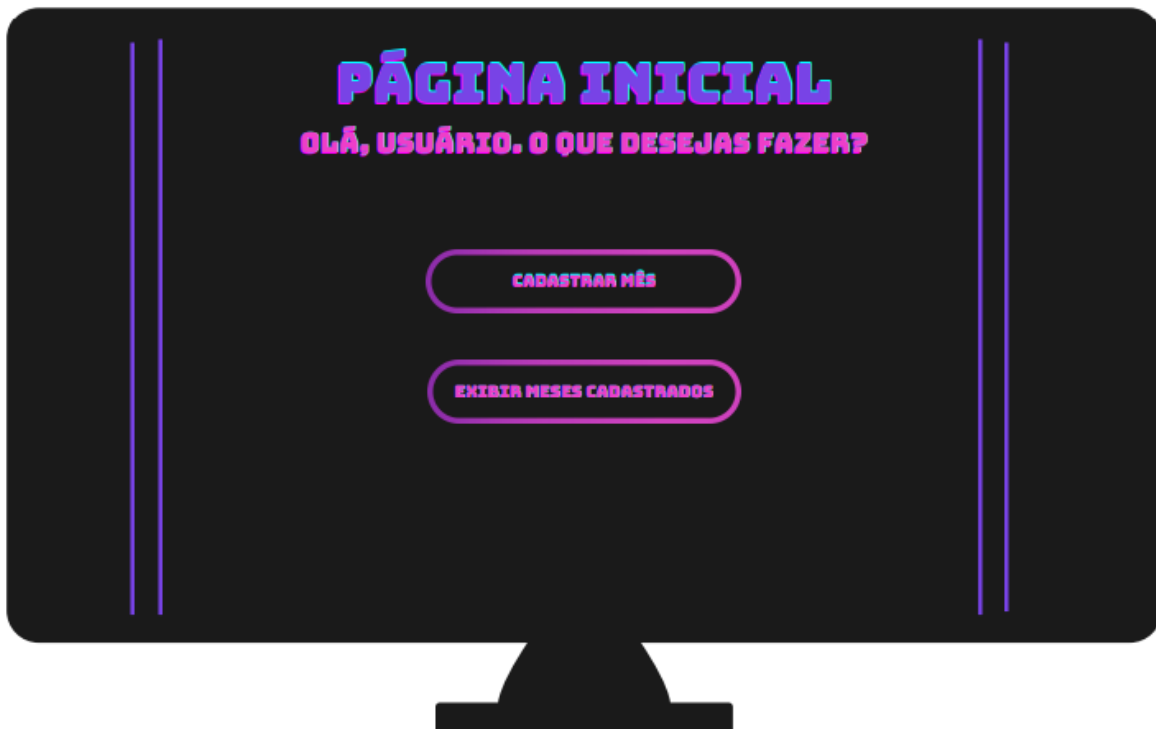 PÁGINA INICIAL
OLÁ, USUÁRIO. O QUE DESEJAS FAZER?
CADASTRAR MÊS
EXIBIR MESES CADASTRADOS